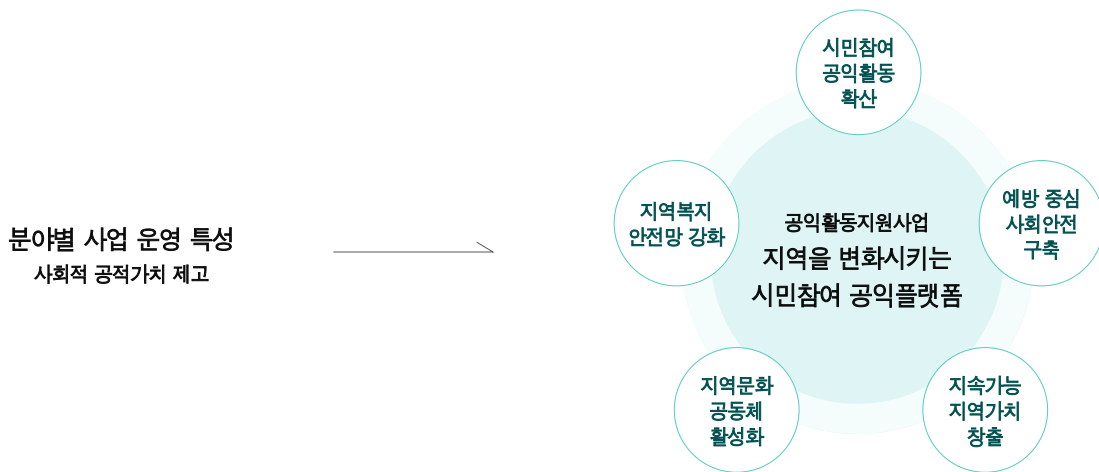 분야별 사업 운영 특성
사회적 공적가치 제고
시민참여
공익활동
확산
지역복지
안전망 강화
예방 중심
사회안전
구축
공익활동지원사업
지역을 변화시키는
시민참여 공익플랫폼
지역문화
공동체
활성화
지속가능
지역가치
창출